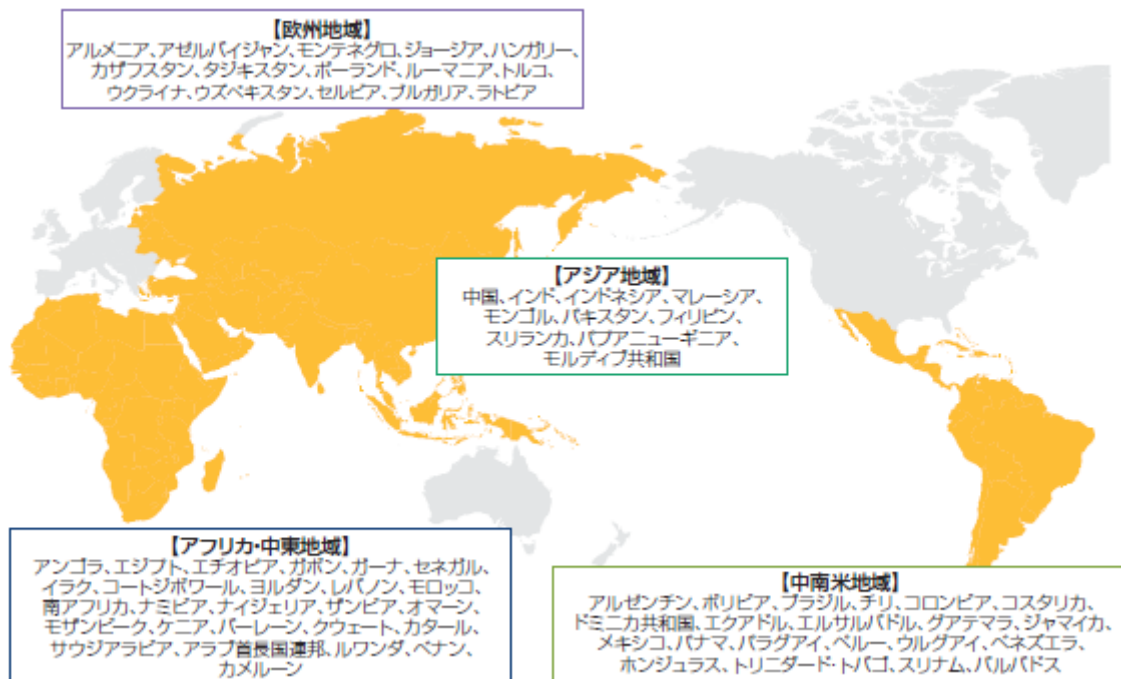 【欧州地域】
アルメニア、アゼルバイジャン、モンテネグロ、ジョージア、ハンガリー、
カザフスタン、タジキスタン、ポーランド、ルーマニア、トルコ、
ウクライナ、ウズベキスタン、セルビア、ブルガリア、ラトビア
【アジア地域】
中国、インド、インドネシア、マレーシア、
モンゴル、パキスタン、フィリピン、
スリランカ、パプアニューギニア、
モルディブ共和国
【アフリカ・中東地域】
アンゴラ、エジプト、エチオピア、ガボン、ガーナ、セネガル、
イラク、コートジボワール、ヨルダン、レバノン、モロッコ、
南アフリカ、ナミビア、ナイジェリア、ザンビア、オマーン、
モザンビーク、ケニア、バーレーン、クウェート、カタール、
サウジアラビア、アラブ首長国連邦、ルワンダ、ベナン、
カメルーン
【中南米地域】
アルゼンチン、ボリビア、ブラジル、チリ、コロンビア、コスタリカ、
ドミニカ共和国、エクアドル、エルサルバドル、グアテマラ、ジャマイカ、
メキシコ、パナマ、パラグアイ、ペルー、ウルグアイ、ベネズエラ、
ホンジュラス、トリニダード・トバゴ、スリナム、バルバドス